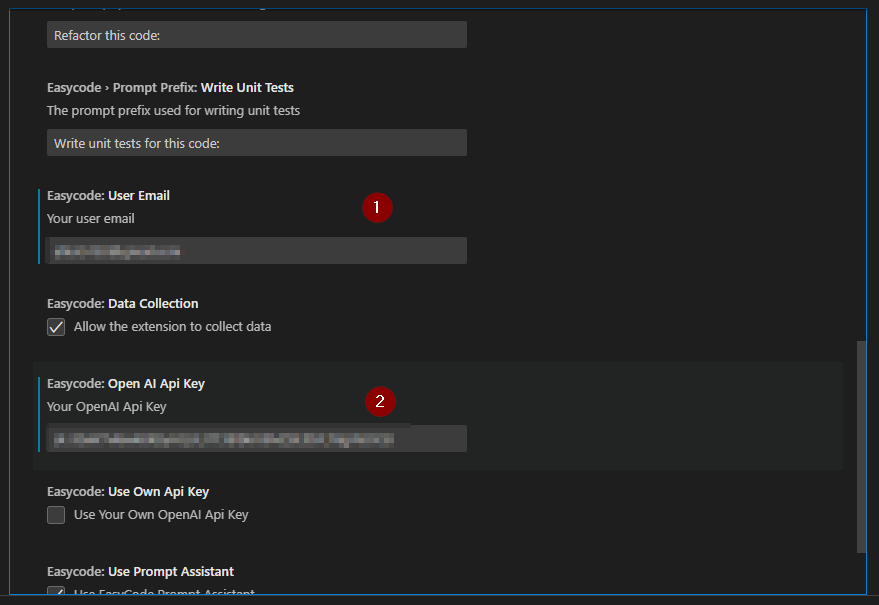 Refactor this code:
Easycode › Prompt Prefix: Write Unit Tests
The prompt prefix used for writing unit tests
Write unit tests for this code:
Easycode: User Email
1
Your user email
Easycode: Data Collection
Allow the extension to collect data
Easycode: Open AI Api Key
2
Your OpenAI Api Key
Easycode: Use Own Api Key
Use Your Own OpenAI Api Key
Easycode: Use Prompt Assistant
Use EasyCode Prompt Assistant